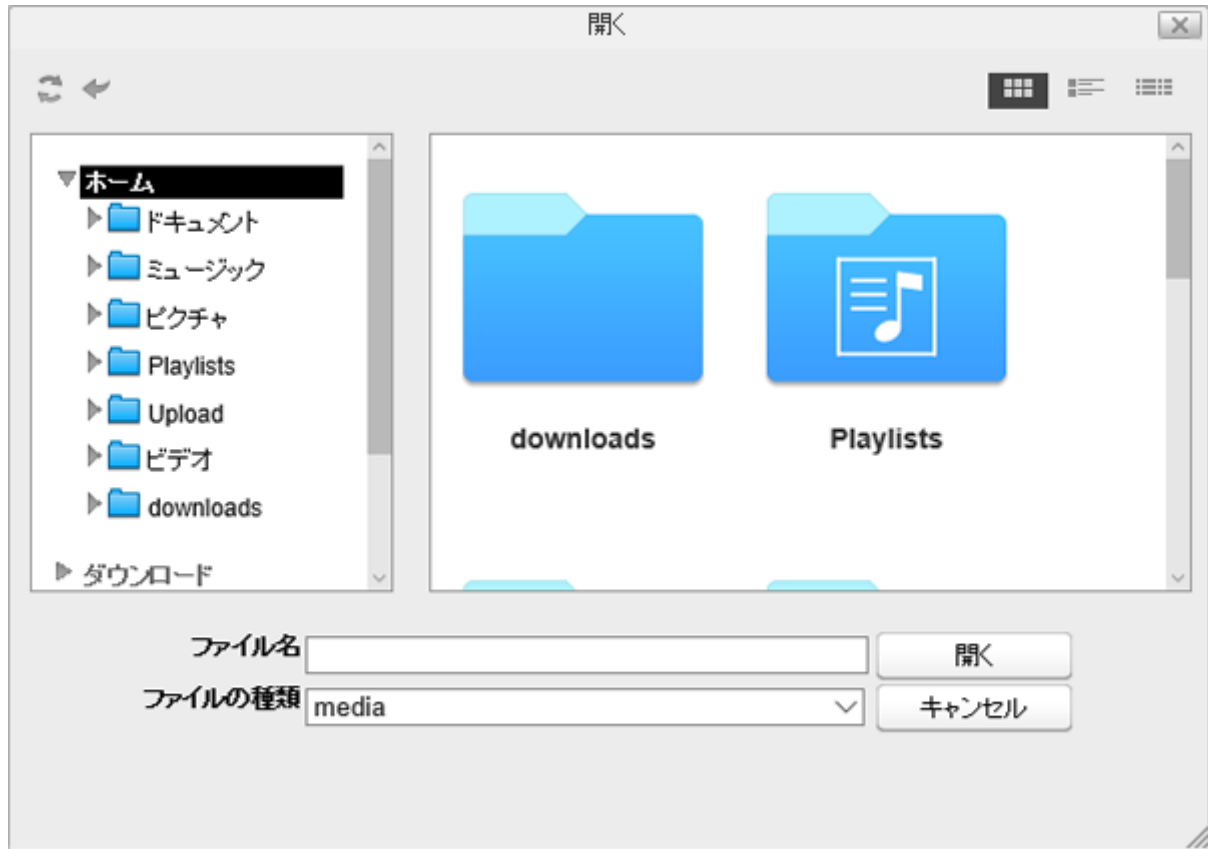 開く
ホーム
ドキュメント
ミュージック
ピクチャ
Playlists
Upload
ビデオ
downloads
ダウンロード
downloads
Playlists
ファイル名
開く
ファイルの種類
media
キャンセル